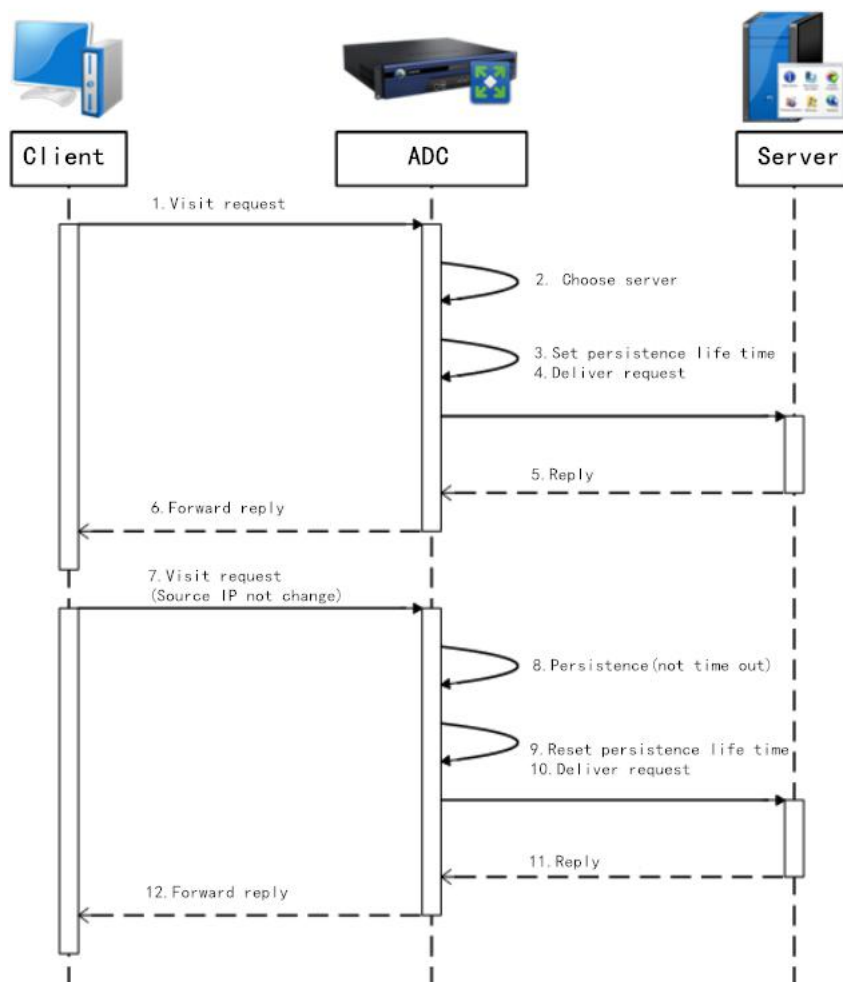 Client
ADC
Server
1.Visit request
2. Choose server
3.Set persistence life time
4.Deliver request
5.Reply
6.Forward reply
7.Visit request
(Source IP not change)
8.Persistence(not time out)
9.Reset persistence life time
10.Deliver request
11.Reply
12.Forward reply